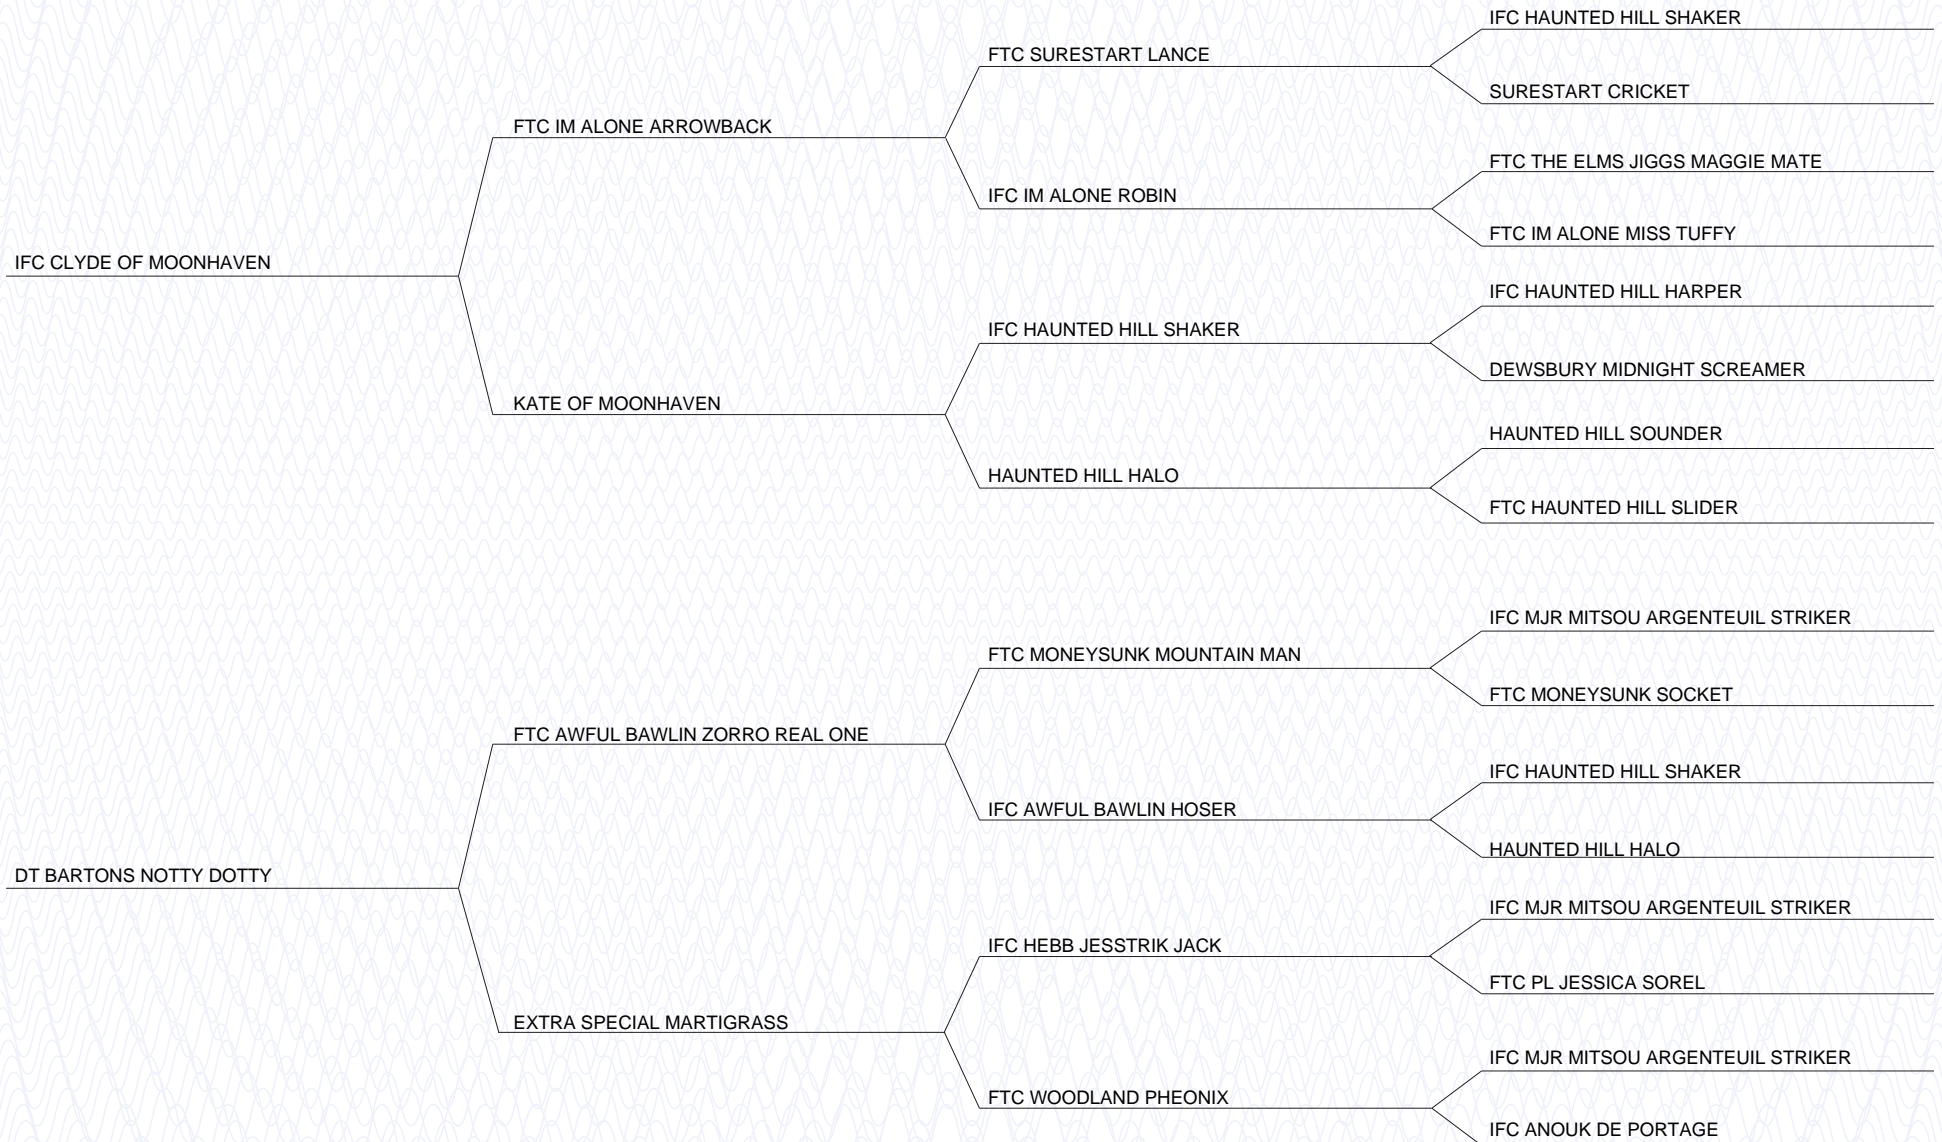 IFC HAUNTED HILL SHAKER
FTC SURESTART LANCE
SURESTART CRICKET
FTC IM ALONE ARROWBACK
FTC THE ELMS JIGGS MAGGIE MATE
IFC IM ALONE ROBIN
FTC IM ALONE MISS TUFFY
IFC CLYDE OF MOONHAVEN
IFC HAUNTED HILL HARPER
IFC HAUNTED HILL SHAKER
DEWSBURY MIDNIGHT SCREAMER
KATE OF MOONHAVEN
HAUNTED HILL SOUNDER
HAUNTED HILL HALO
FTC HAUNTED HILL SLIDER
IFC MJR MITSOU ARGENTEUIL STRIKER
FTC MONEYSUNK MOUNTAIN MAN
FTC MONEYSUNK SOCKET
FTC AWFUL BAWLIN ZORRO REAL ONE
IFC HAUNTED HILL SHAKER
IFC AWFUL BAWLIN HOSER
HAUNTED HILL HALO
DT BARTONS NOTTY DOTTY
IFC MJR MITSOU ARGENTEUIL STRIKER
IFC HEBB JESSTRIK JACK
FTC PL JESSICA SOREL
EXTRA SPECIAL MARTIGRASS
IFC MJR MITSOU ARGENTEUIL STRIKER
FTC WOODLAND PHEONIX
IFC ANOUK DE PORTAGE